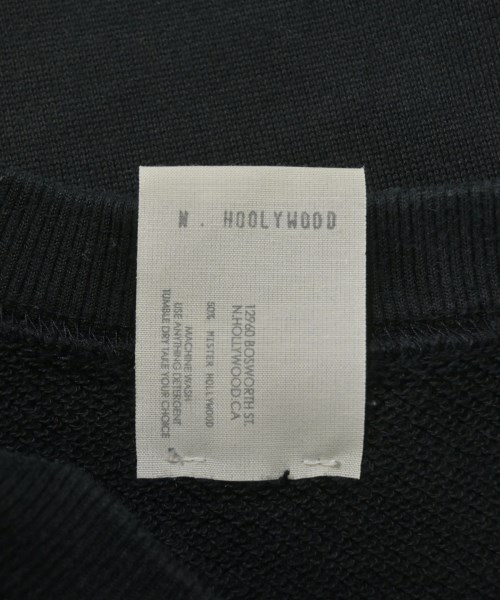 N. HOOLYWOOD
12960 BOSWORTH ST.
N.HOLLYWOOD CA
50% MISTER HOLLYWOOD
MACHINE WASH
USE ANYTHING DETERGENT
TUMBLE DRY TAKE YOUR CHOICE